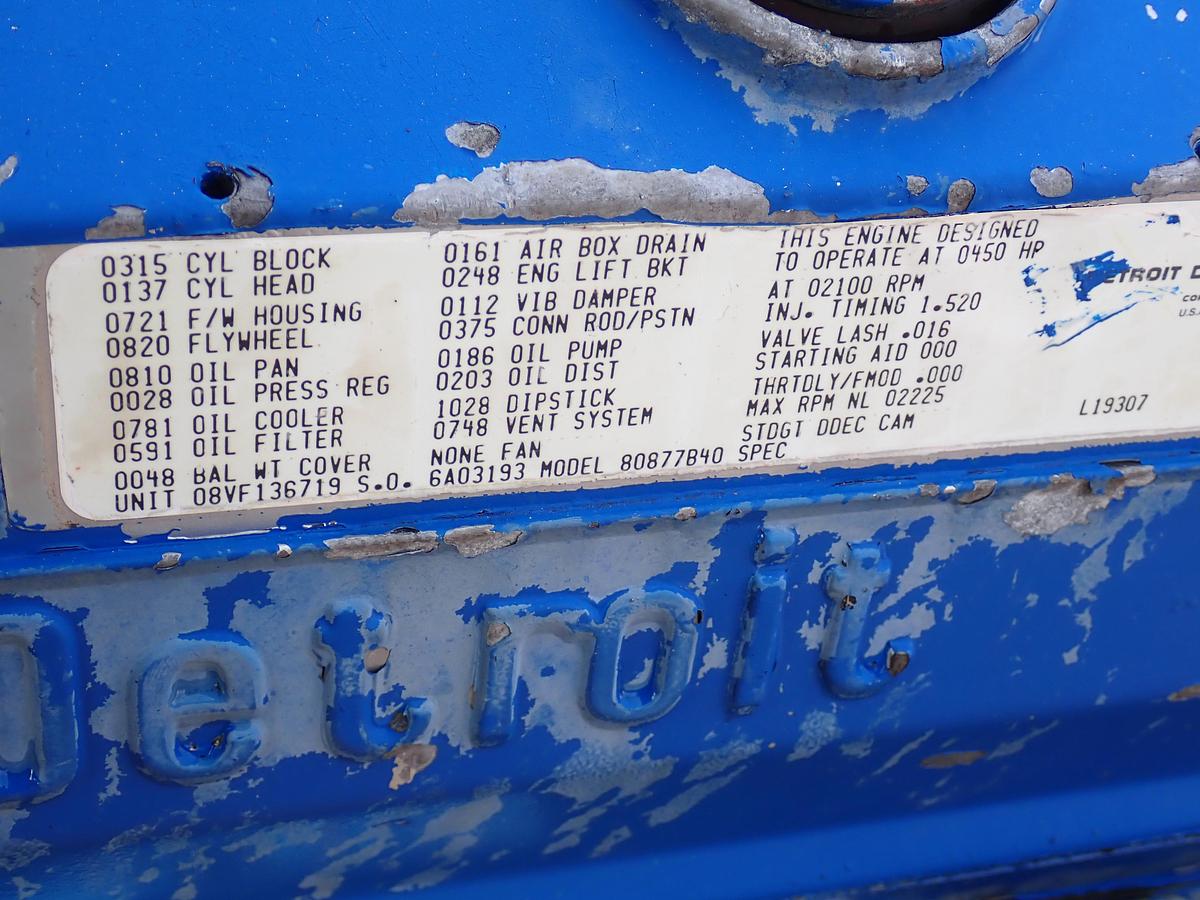 0315 CYL BLOCK
0137 CYL HEAD
0721 F/W HOUSING
0820 FLYWHEEL
0810 OIL PAN
0028 OIL PRESS REG
0781 OIL COOLER
0591 OIL FILTER
0048 BAL WT COVER
0161 AIR BOX DRAIN
0248 ENG LIFT BKT
0112 VIB DAMPER
0375 CONN ROD/PSTN
0186 OIL PUMP
0203 OIL DIST
1028 DIPSTICK
0748 VENT SYSTEM
NONE FAN
THIS ENGINE DESIGNED
TO OPERATE AT 0450 HP
AT 02100 RPM
INJ. TIMING 1.520
VALVE LASH .016
STARTING AID 000
THRTDLY/FMOD .000
MAX RPM NL 02225
STDGT DDEC CAM
UNIT 08VF136719 S.O. 6A03193 MODEL 80877B40 SPEC
ETROIT D
L19307
Detroit